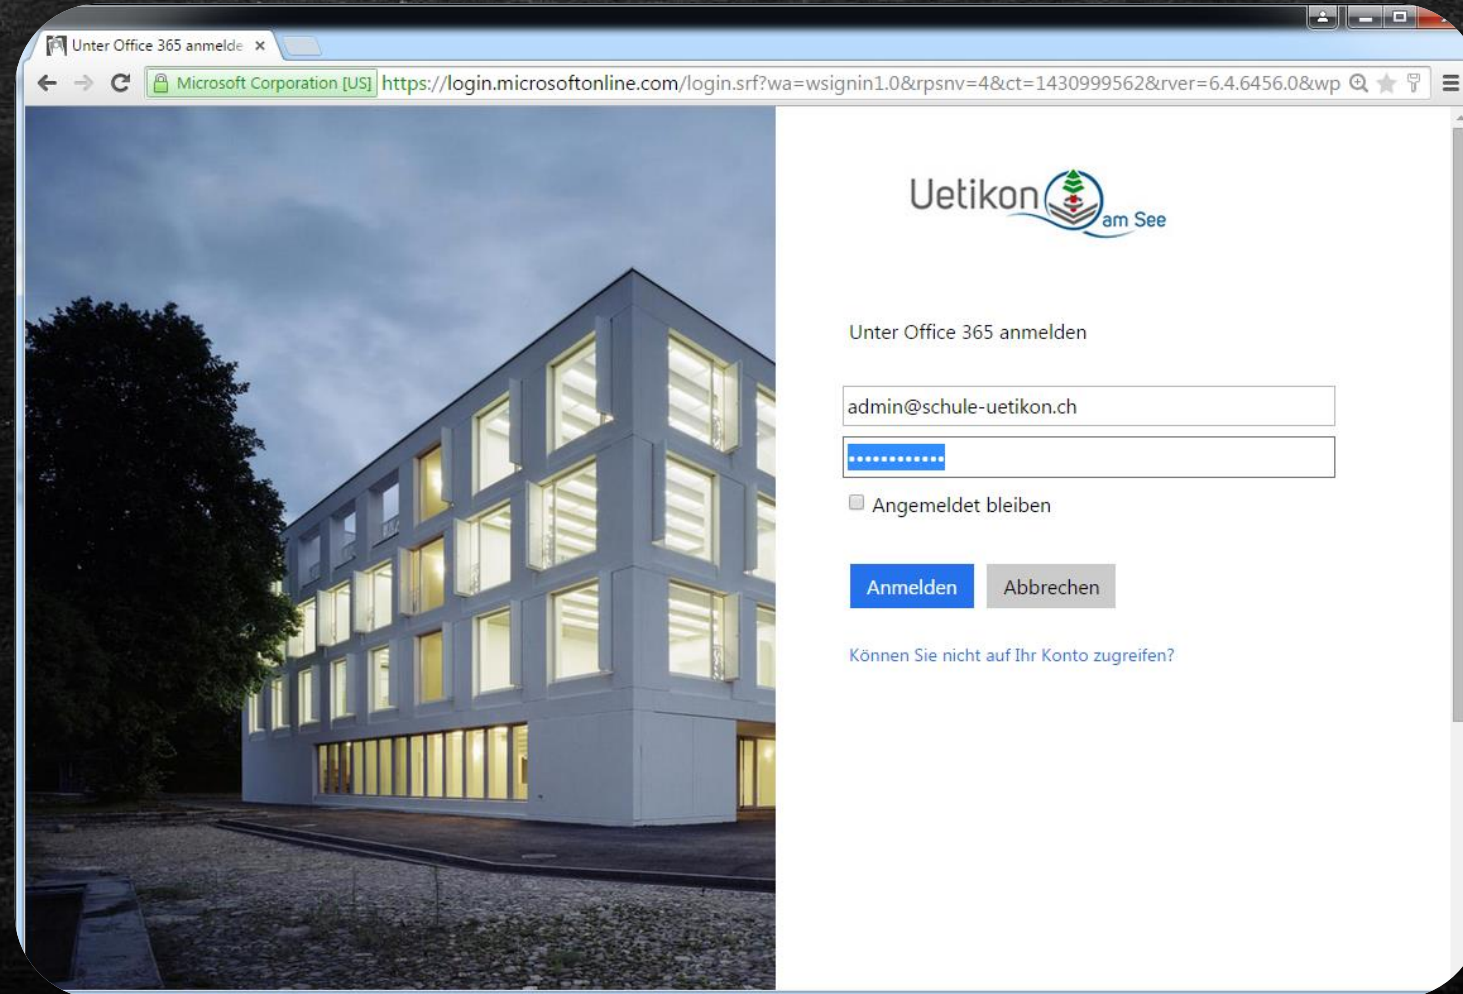 Unter Office 365 anmelde
Microsoft Corporation [US] https://login.microsoftonline.com/login.srf?wa=wsignin1.0&rpsnv=4&ct=1430999562&rver=6.4.6456.0&wp
Uetikon
am See
Unter Office 365 anmelden
admin@schule-uetikon.ch
••••••••••••
Angemeldet bleiben
Anmelden Abbrechen
Können Sie nicht auf Ihr Konto zugreifen?